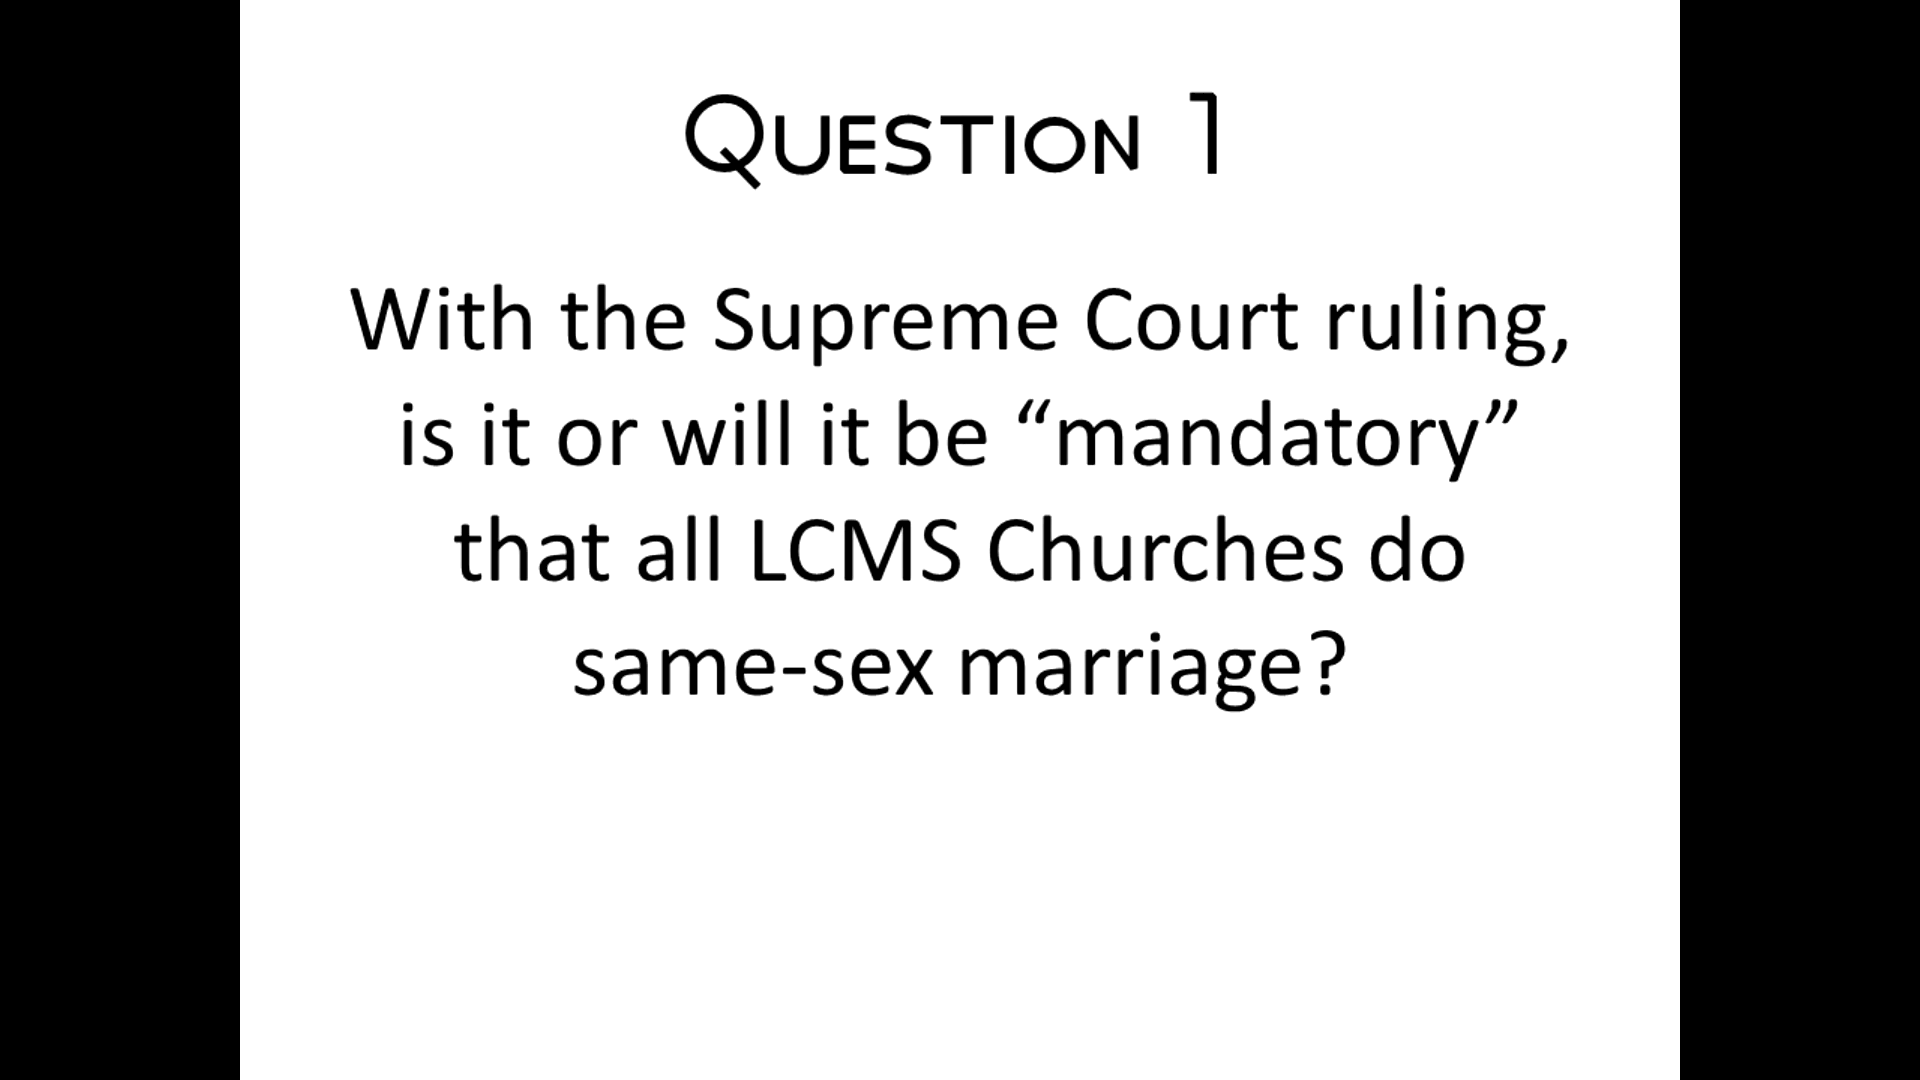 Question 1
With the Supreme Court ruling,
is it or will it be “mandatory”
that all LCMS Churches do
same-sex marriage?